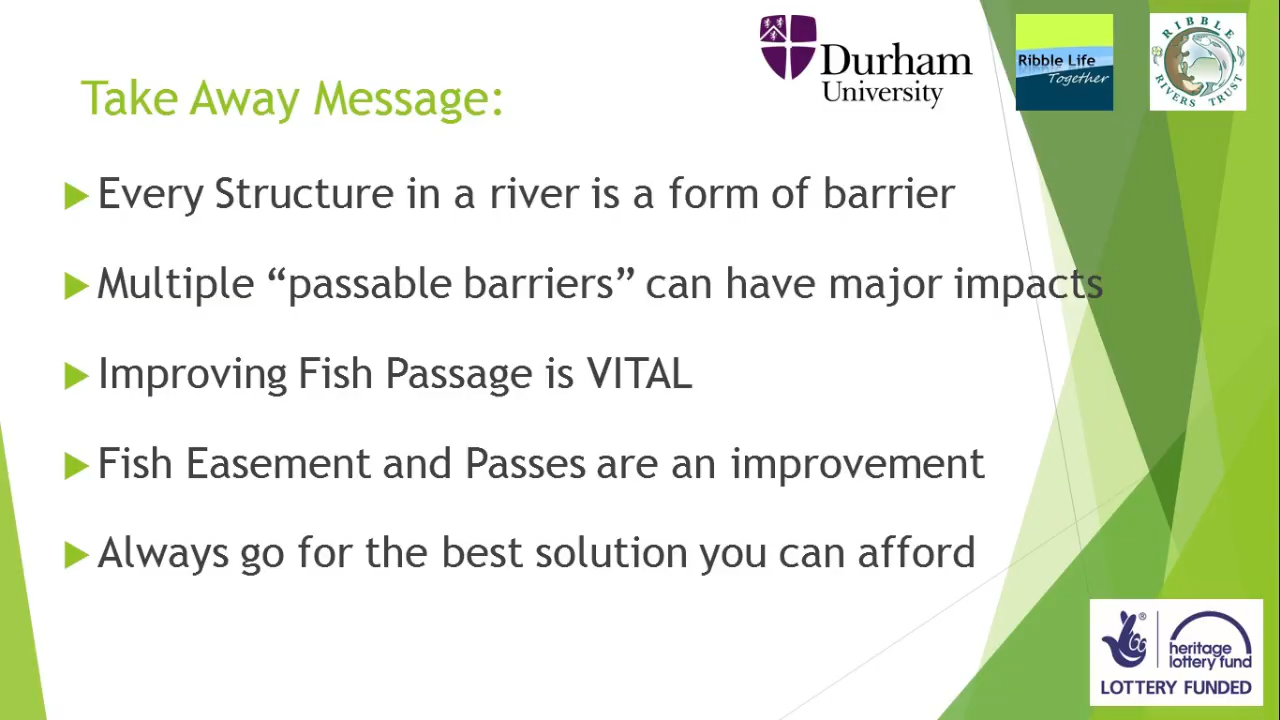 Durham
University
Ribble Life
Together
RIBBLE
RIVERS TRUST
Take Away Message:
Every Structure in a river is a form of barrier
Multiple “passable barriers” can have major impacts
Improving Fish Passage is VITAL
Fish Easement and Passes are an improvement
Always go for the best solution you can afford
®
heritage
lottery fund
LOTTERY FUNDED